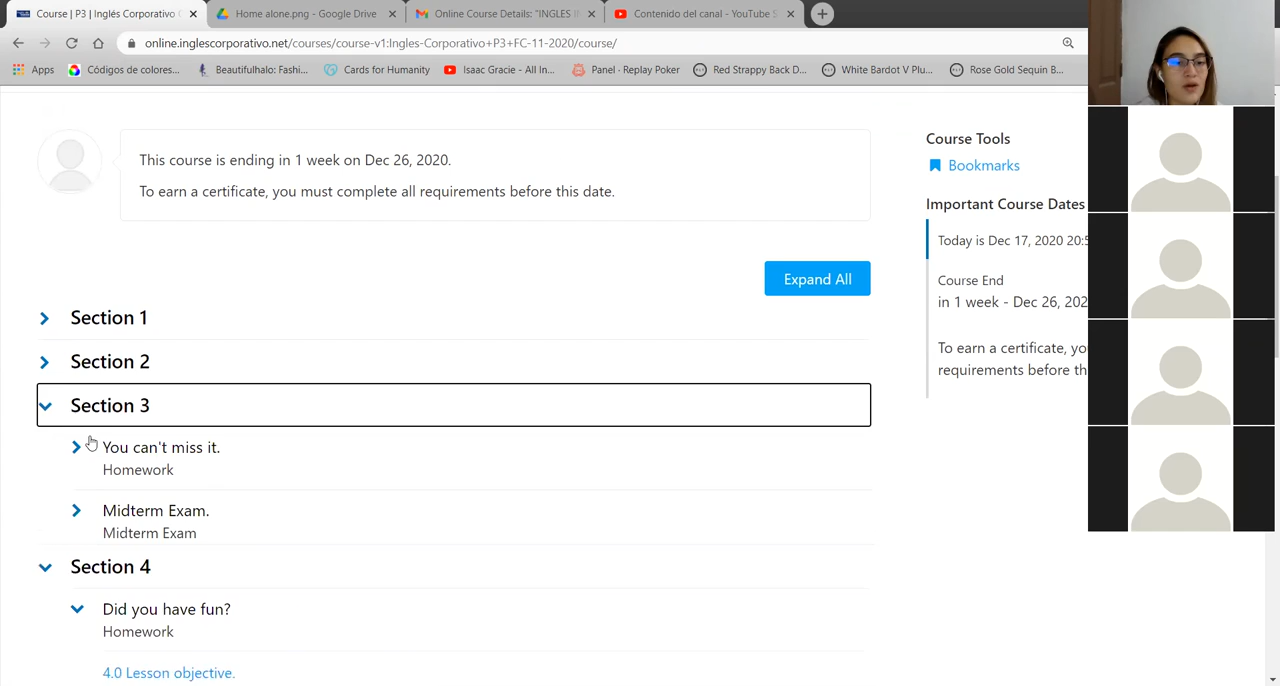 Course | P3 | Inglés Corporativo
Home alone.png - Google Drive
Online Course Details: "INGLES I
Contenido del canal - YouTube S
online.inglescorporativo.net/courses/course-v1:Ingles-Corporativo+P3+FC-11-2020/course/
Apps
Códigos de colores...
Beautifulhalo: Fashi...
Cards for Humanity
Isaac Gracie - All In...
Panel · Replay Poker
Red Strappy Back D...
White Bardot V Plu...
Rose Gold Sequin B...
This course is ending in 1 week on Dec 26, 2020.
To earn a certificate, you must complete all requirements before this date.
Expand All
Section 1
Section 2
Section 3
You can't miss it.
Homework
Midterm Exam.
Midterm Exam
Section 4
Did you have fun?
Homework
4.0 Lesson objective.
Course Tools
Bookmarks
Important Course Dates
Today is Dec 17, 2020 20:5
Course End
in 1 week - Dec 26, 202
To earn a certificate, yo
requirements before th